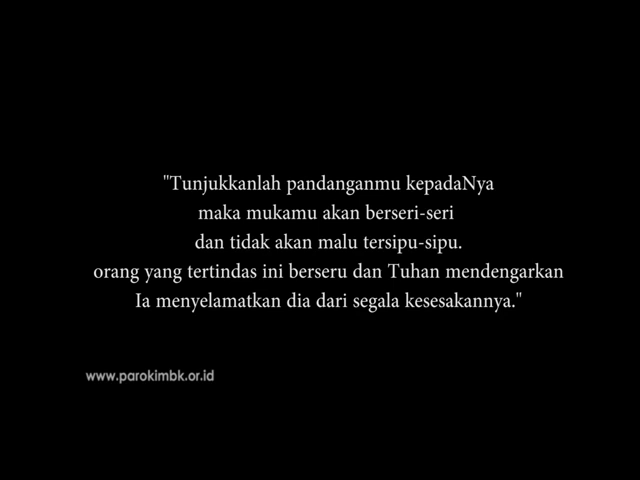 "Tunjukkanlah pandanganmu kepadaNya
maka mukamu akan berseri-seri
dan tidak akan malu tersipu-sipu.
orang yang tertindas ini berseru dan Tuhan mendengarkan
Ia menyelamatkan dia dari segala kesesakannya."
www.parokimbk.or.id